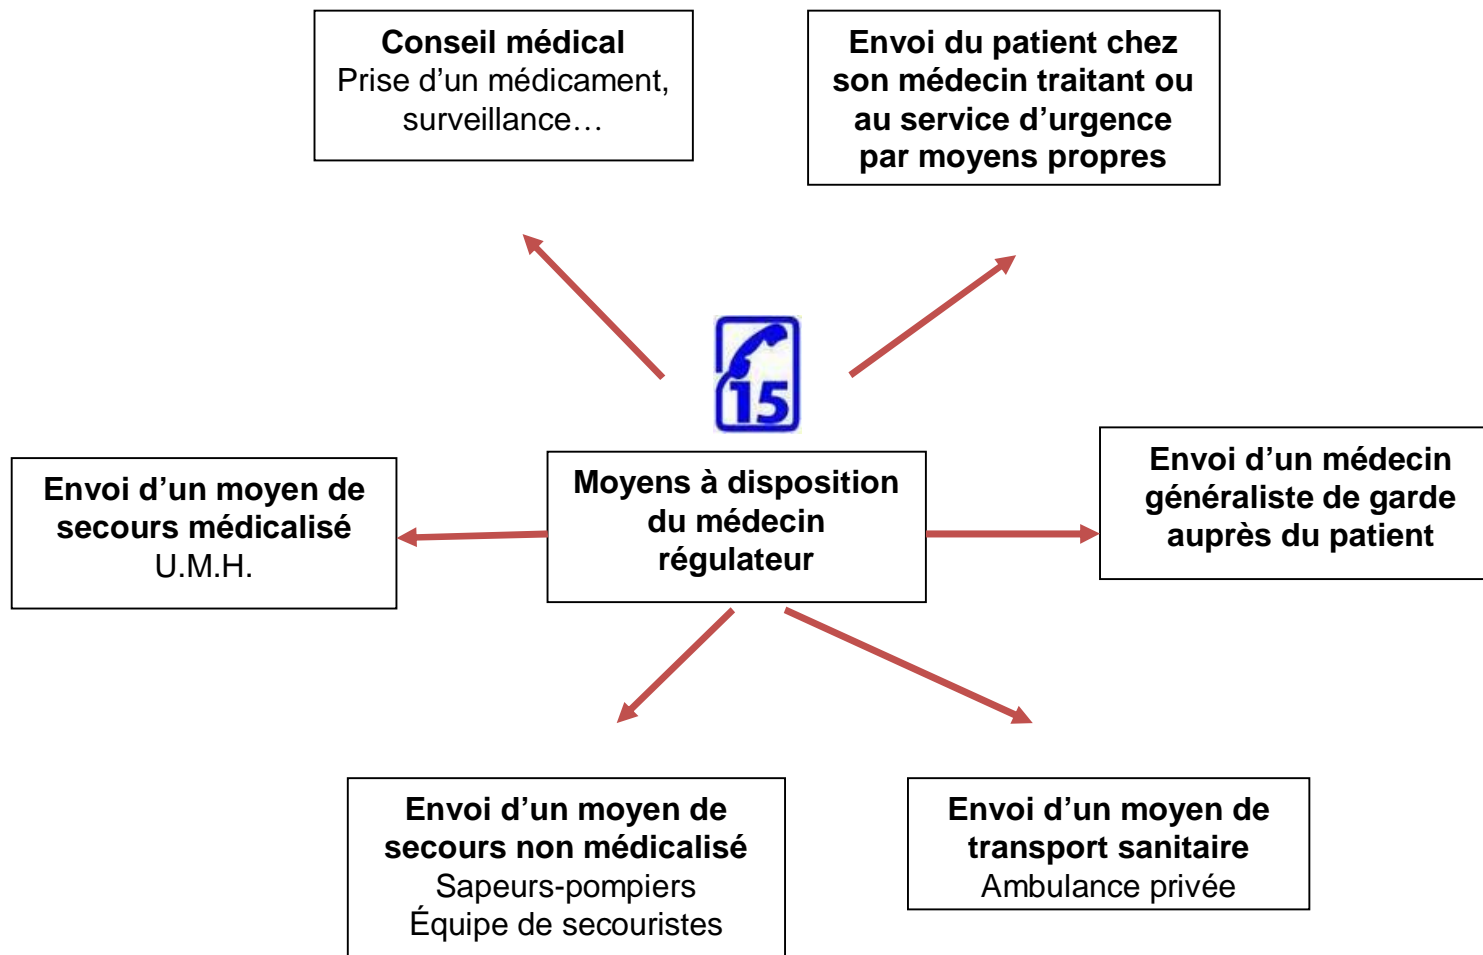 Conseil médical
Prise d’un médicament,
surveillance…
Envoi du patient chez
son médecin traitant ou
au service d’urgence
par moyens propres
15
Envoi d’un moyen de
secours médicalisé
U.M.H.
Moyens à disposition
du médecin
régulateur
Envoi d’un médecin
généraliste de garde
auprès du patient
Envoi d’un moyen de
secours non médicalisé
Sapeurs-pompiers
Équipe de secouristes
Envoi d’un moyen de
transport sanitaire
Ambulance privée